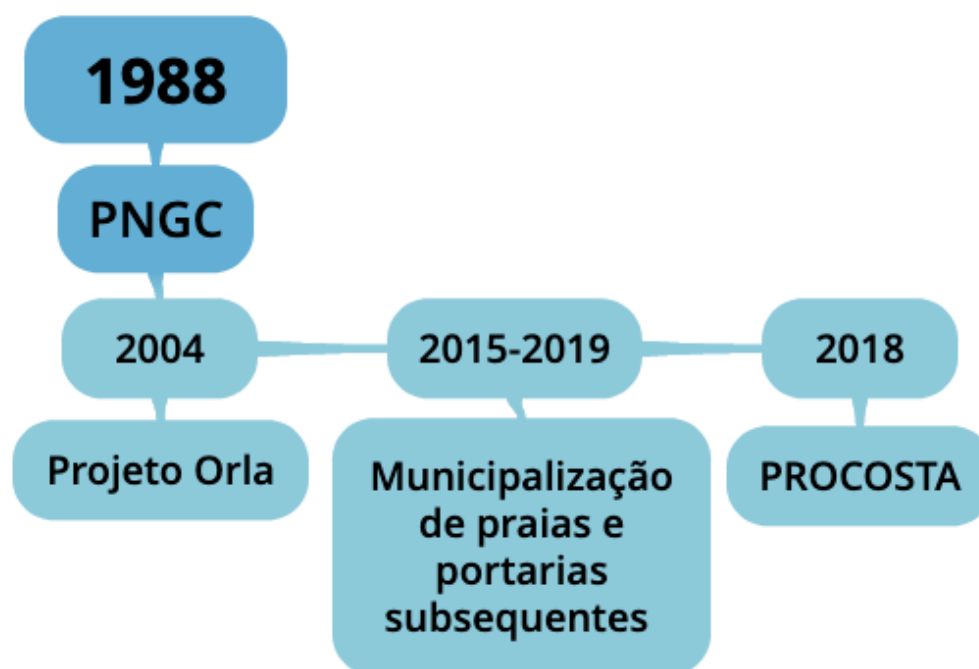 1988
PNGC
2004
2015-2019
2018
Projeto Orla
Municipalização
de praias e
portarias
subsequentes
PROCOSTA